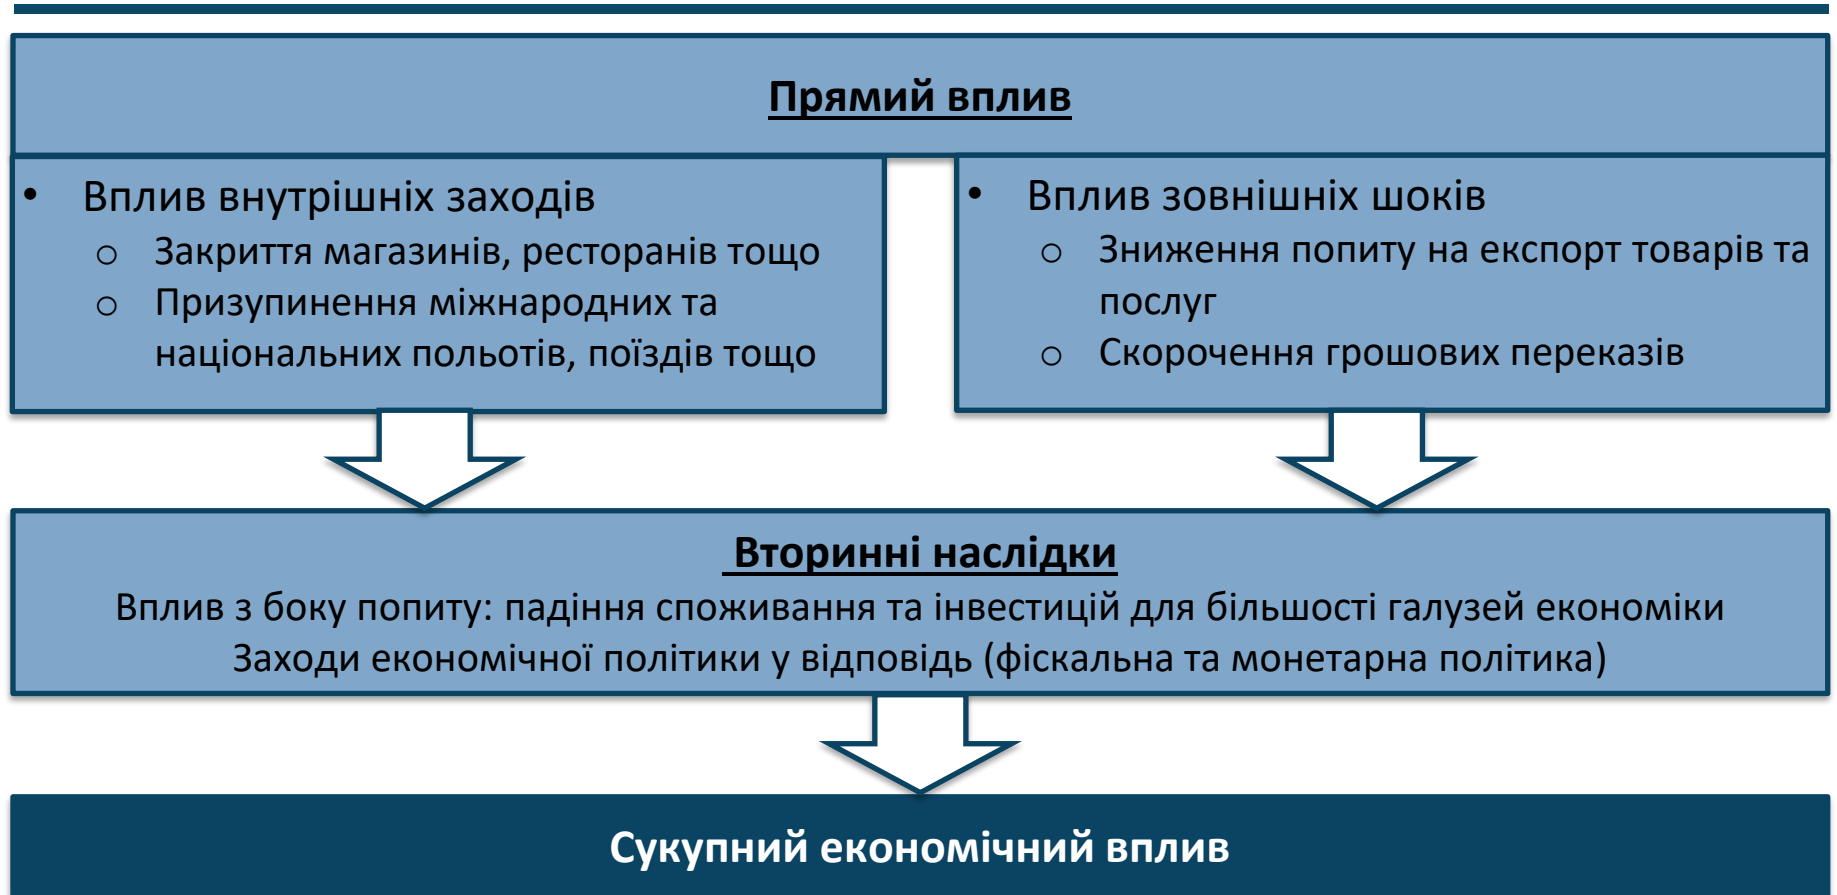 Прямий вплив
• Вплив внутрішніх заходів
o Закриття магазинів, ресторанів тощо
o Призупинення міжнародних та
національних польотів, поїздів тощо
• Вплив зовнішніх шоків
o Зниження попиту на експорт товарів та
послуг
o Скорочення грошових переказів
Вторинні наслідки
Вплив з боку попиту: падіння споживання та інвестицій для більшості галузей економіки
Заходи економічної політики у відповідь (фіскальна та монетарна політика)
Сукупний економічний вплив